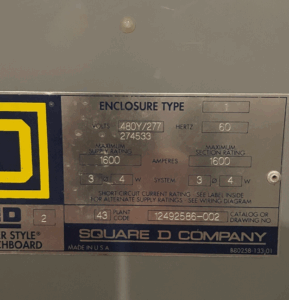 ENCLOSURE TYPE 1
VOLTS 480Y/277 HERTZ 60
274533
MAXIMUM MAXIMUM
SUPPLY RATING SECTION RATING
1600 AMPERES 1600
3 Ø 4 W SYSTEM 3 Ø 4 W
SHORT CIRCUIT CURRENT RATING - SEE LABEL INSIDE
FOR ALTERNATE SUPPLY RATINGS - SEE WIRING DIAGRAM
D
ER STYLE®
CHBOARD
2
43 PLANT CODE 12492586-002 CATALOG OR DRAWING NO.
SQUARE D COMPANY
MADE IN U.S.A.